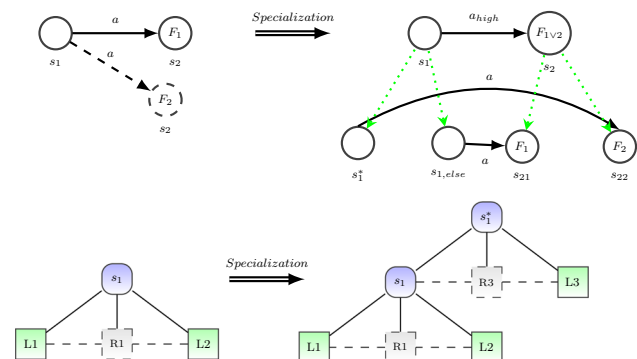 a F₁ Specialization a_high F₁∨₂
s₁ a s₂ s₁ s₂
F₂ a
s₂ F₁ F₂
s₁* s₁,else a s₂₁ s₂₂
s₁*
Specialization
s₁ s₁ R3 L3
L1 R1 L2 L1 R1 L2